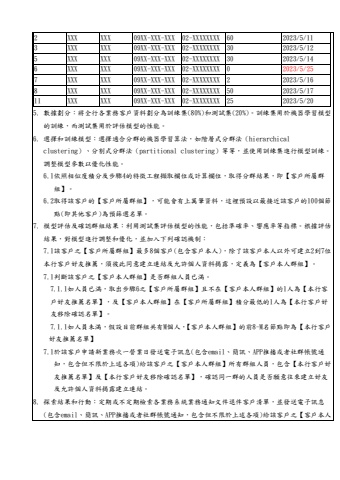 2 XXX XXX 09XX-XXX-XXX 02-XXXXXXXX 60 2023/5/11
3 XXX XXX 09XX-XXX-XXX 02-XXXXXXXX 30 2023/5/12
5 XXX XXX 09XX-XXX-XXX 02-XXXXXXXX 30 2023/5/14
6 XXX XXX 09XX-XXX-XXX 02-XXXXXXXX 0 2023/5/25
7 XXX XXX 09XX-XXX-XXX 02-XXXXXXXX 2 2023/5/16
8 XXX XXX 09XX-XXX-XXX 02-XXXXXXXX 50 2023/5/17
11 XXX XXX 09XX-XXX-XXX 02-XXXXXXXX 25 2023/5/20
5. 數據劃分：將全行各業務客戶資料劃分為訓練集(80%)和測試集(20%)。訓練集用於機器學習模型
的訓練，而測試集用於評估模型的性能。
6. 選擇和訓練模型：選擇適合分群的機器學習算法，如階層式分群法（hierarchical
clustering）、分割式分群法（partitional clustering）等等，並使用訓練集進行模型訓練。
調整模型參數以優化性能。
6.1依照相似度積分及步驟4的特徵工程擷取欄位或計算欄位，取得分群結果，即【客戶所屬群
組】。
6.2取得該客戶的【客戶所屬群組】，可能會有上萬筆資料，這裡預設以最接近該客戶的100個節
點(即其他客戶)為預篩選名單。
7. 模型評估及確認群組結果：利用測試集評估模型的性能，包括準確率、響應率等指標。根據評估
結果，對模型進行調整和優化，並加入下列確認機制：
7.1該客戶之【客戶所屬群組】最多8個客戶(包含客戶本人)，除了該客戶本人以外可建立2到7位
本行客戶好友推薦，須彼此同意建立連結及允許個人資料揭露，定義為【客戶本人群組】。
7.1判斷該客戶之【客戶本人群組】是否群組人員已滿。
7.1.1如人員已滿，取出步驟6之【客戶所屬群組】且不在【客戶本人群組】的1人為【本行客
戶好友推薦名單】，及【客戶本人群組】在【客戶所屬群組】積分最低的1人為【本行客戶好
友移除確認名單】。
7.1.1如人員未滿，假設目前群組共有M個人，【客戶本人群組】的前8-M名節點即為【本行客戶
好友推薦名單】
7.1於該客戶申請新業務次一營業日發送電子訊息(包含email、簡訊、APP推播或者社群帳號通
知，包含但不限於上述各項)給該客戶之【客戶本人群組】所有群組人員，包含【本行客戶好
友推薦名單】及【本行客戶好友移除確認名單】，確認同一群的人員是否願意往來建立好友
及允許個人資料揭露建立連結。
8. 探索結果和行動：定期或不定期檢索各業務系統業務通知文件退件客戶清單，並發送電子訊息
(包含email、簡訊、APP推播或者社群帳號通知，包含但不限於上述各項)給該客戶之【客戶本人